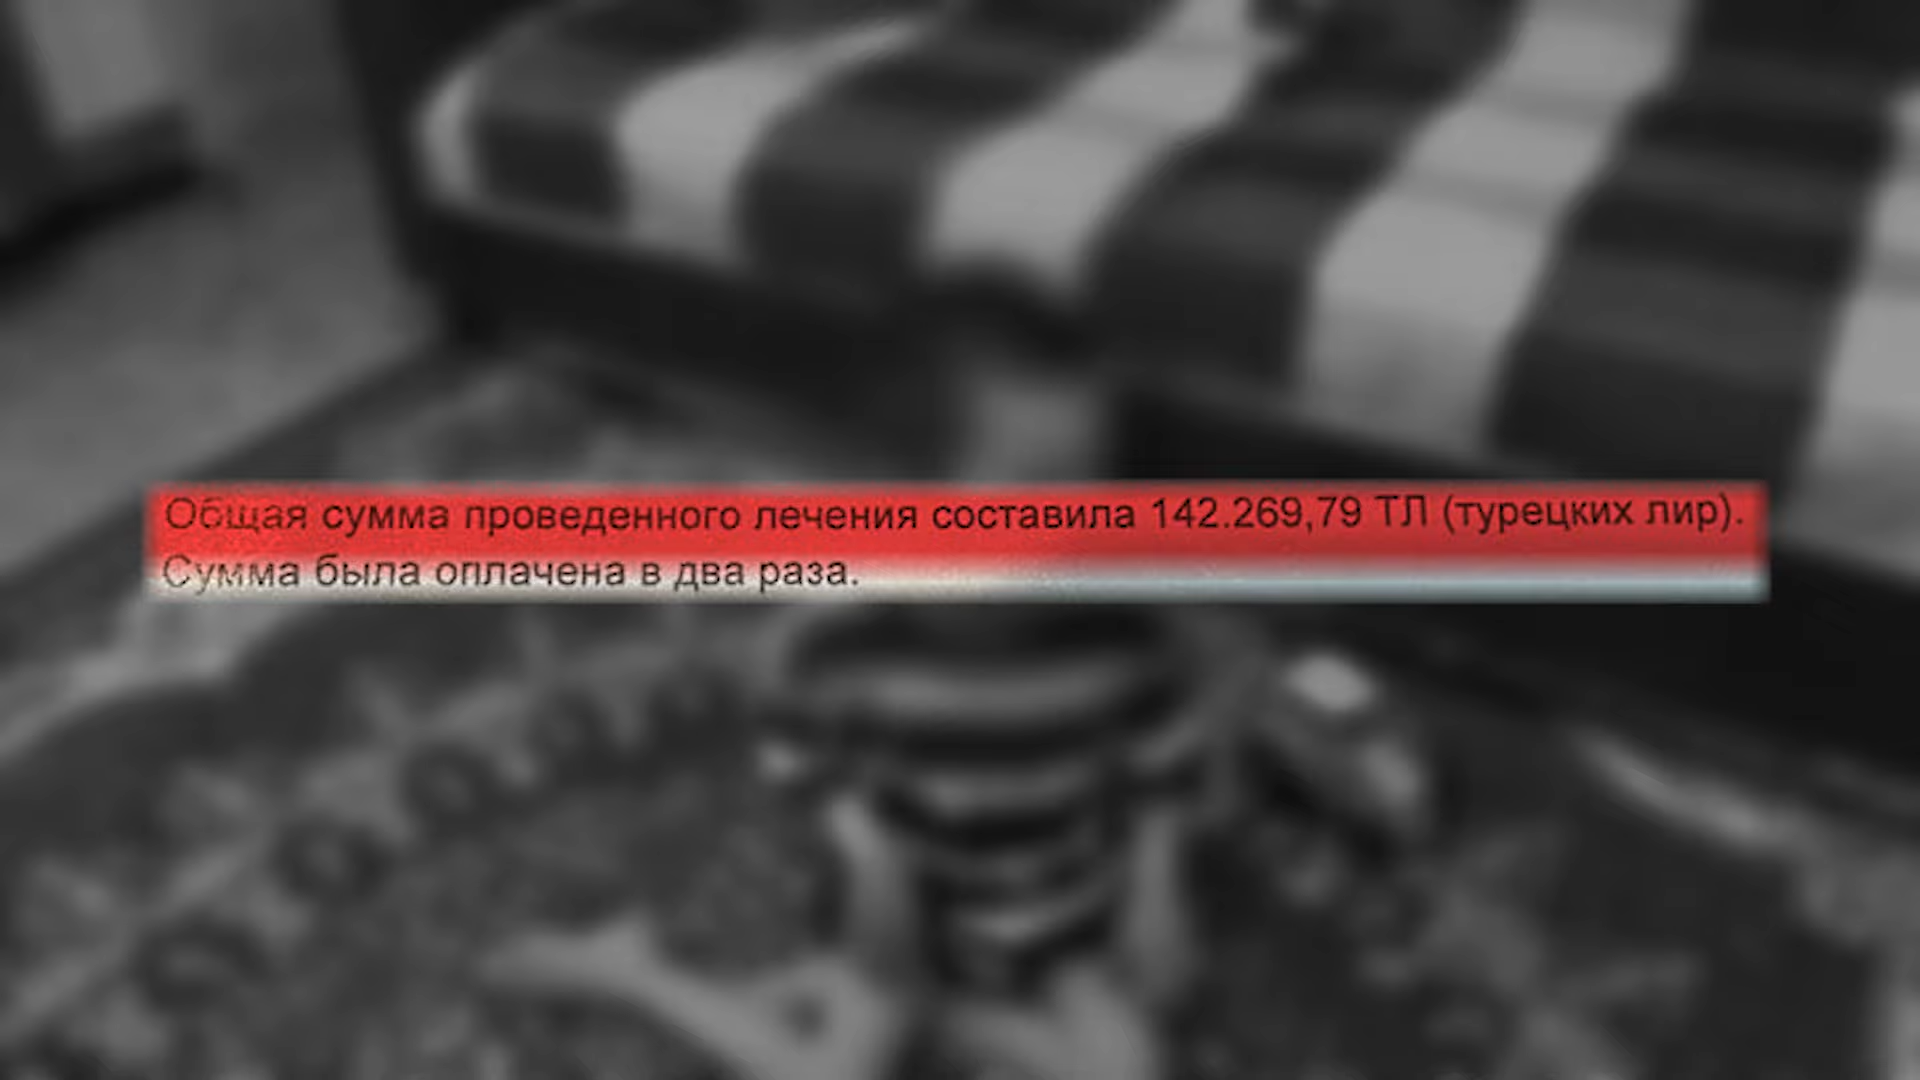 Общая сумма проведенного лечения составила 142.269,79 ТЛ (турецких лир).
Сумма была оплачена в два раза.